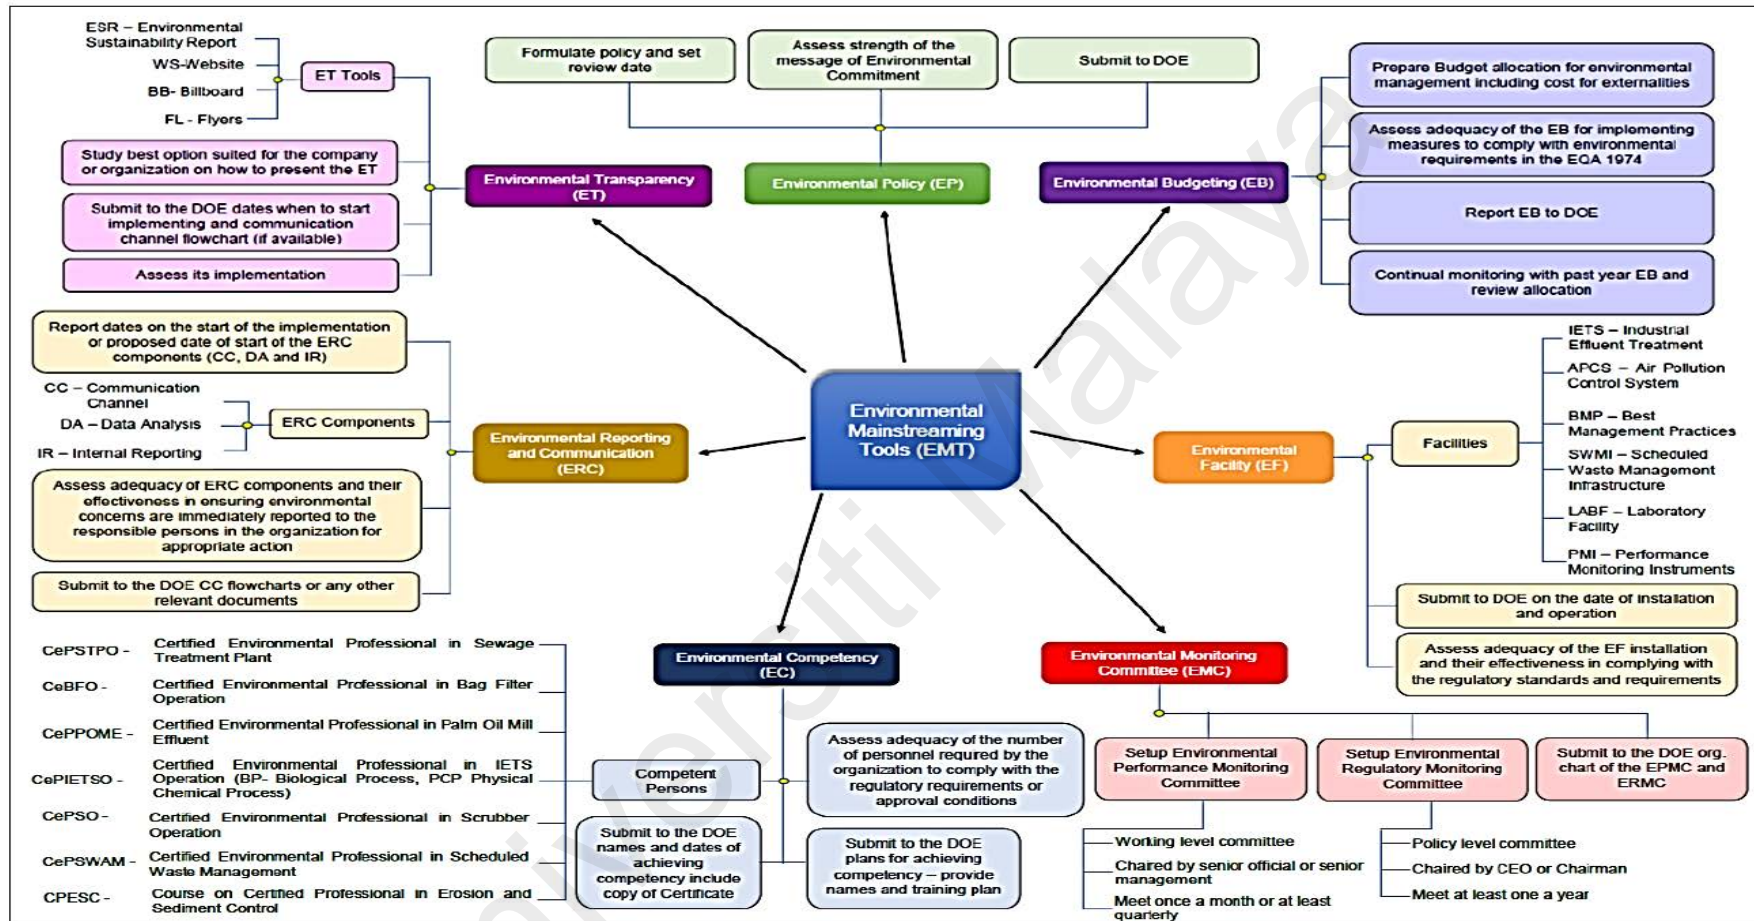 ESR – Environmental
Sustainability Report
WS-Website
BB- Billboard
FL - Flyers
ET Tools
Study best option suited for the company
or organization on how to present the ET
Submit to the DOE dates when to start
implementing and communication
channel flowchart (if available)
Assess its implementation
Environmental Transparency
(ET)
Formulate policy and set
review date
Assess strength of the
message of Environmental
Commitment
Submit to DOE
Environmental Policy (EP)
Environmental Budgeting (EB)
Prepare Budget allocation for environmental
management including cost for externalities
Assess adequacy of the EB for implementing
measures to comply with environmental
requirements in the EQA 1974
Report EB to DOE
Continual monitoring with past year EB and
review allocation
Report dates on the start of the implementation
or proposed date of start of the ERC
components (CC, DA and IR)
CC – Communication
Channel
DA – Data Analysis
IR – Internal Reporting
ERC Components
Assess adequacy of ERC components and their
effectiveness in ensuring environmental
concerns are immediately reported to the
responsible persons in the organization for
appropriate action
Submit to the DOE CC flowcharts or any other
relevant documents
Environmental Reporting
and Communication
(ERC)
Environmental
Mainstreaming
Tools (EMT)
Environmental
Facility (EF)
Facilities
IETS – Industrial
Effluent Treatment
APCS – Air Pollution
Control System
BMP – Best
Management Practices
SWMI – Scheduled
Waste Management
Infrastructure
LABF – Laboratory
Facility
PMI – Performance
Monitoring Instruments
Submit to DOE on the date of installation
and operation
Assess adequacy of the EF installation
and their effectiveness in complying with
the regulatory standards and requirements
Environmental Competency
(EC)
CePSTPO - Certified Environmental Professional in Sewage
Treatment Plant
CeBFO - Certified Environmental Professional in Bag Filter
Operation
CePPOME - Certified Environmental Professional in Palm Oil Mill
Effluent
CePIETSO - Certified Environmental Professional in IETS
Operation (BP- Biological Process, PCP Physical
Chemical Process)
CePSO - Certified Environmental Professional in Scrubber
Operation
CePSWAM - Certified Environmental Professional in Scheduled
Waste Management
CPESC - Course on Certified Professional in Erosion and
Sediment Control
Competent
Persons
Assess adequacy of the number
of personnel required by the
organization to comply with the
regulatory requirements or
approval conditions
Submit to the DOE
names and dates of
achieving
competency include
copy of Certificate
Submit to the DOE
plans for achieving
competency – provide
names and training plan
Environmental Monitoring
Committee (EMC)
Setup Environmental
Performance Monitoring
Committee
Working level committee
Chaired by senior official or senior
management
Meet once a month or at least
quarterly
Setup Environmental
Regulatory Monitoring
Committee
Policy level committee
Chaired by CEO or Chairman
Meet at least one a year
Submit to the DOE org.
chart of the EPMC and
ERMC
niversiti Malaya